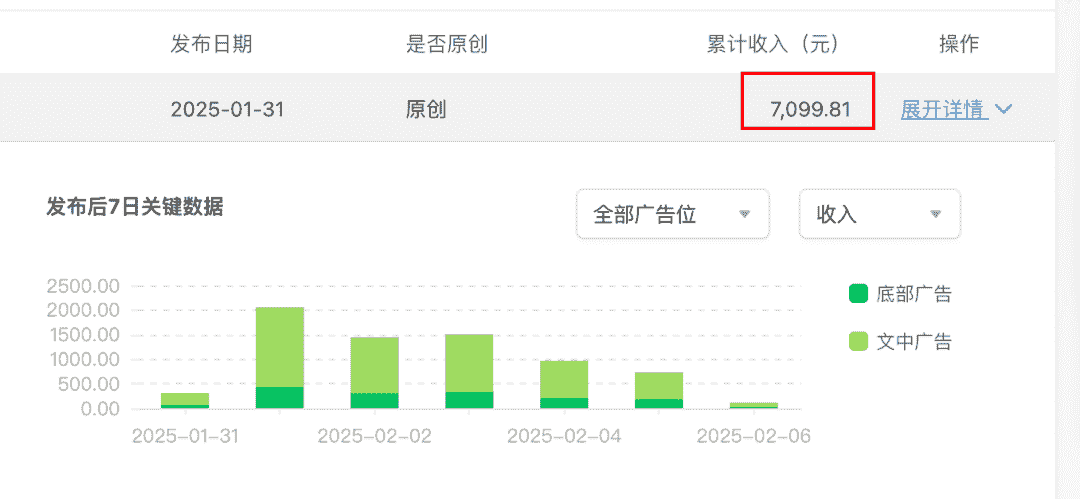 发布日期 是否原创 累计收入（元） 操作
2025-01-31 原创 7,099.81 展开详情
发布后7日关键数据 全部广告位 收入
2500.00
2000.00
1500.00
1000.00
500.00
0.00
底部广告
文中广告
2025-01-31 2025-02-02 2025-02-04 2025-02-06